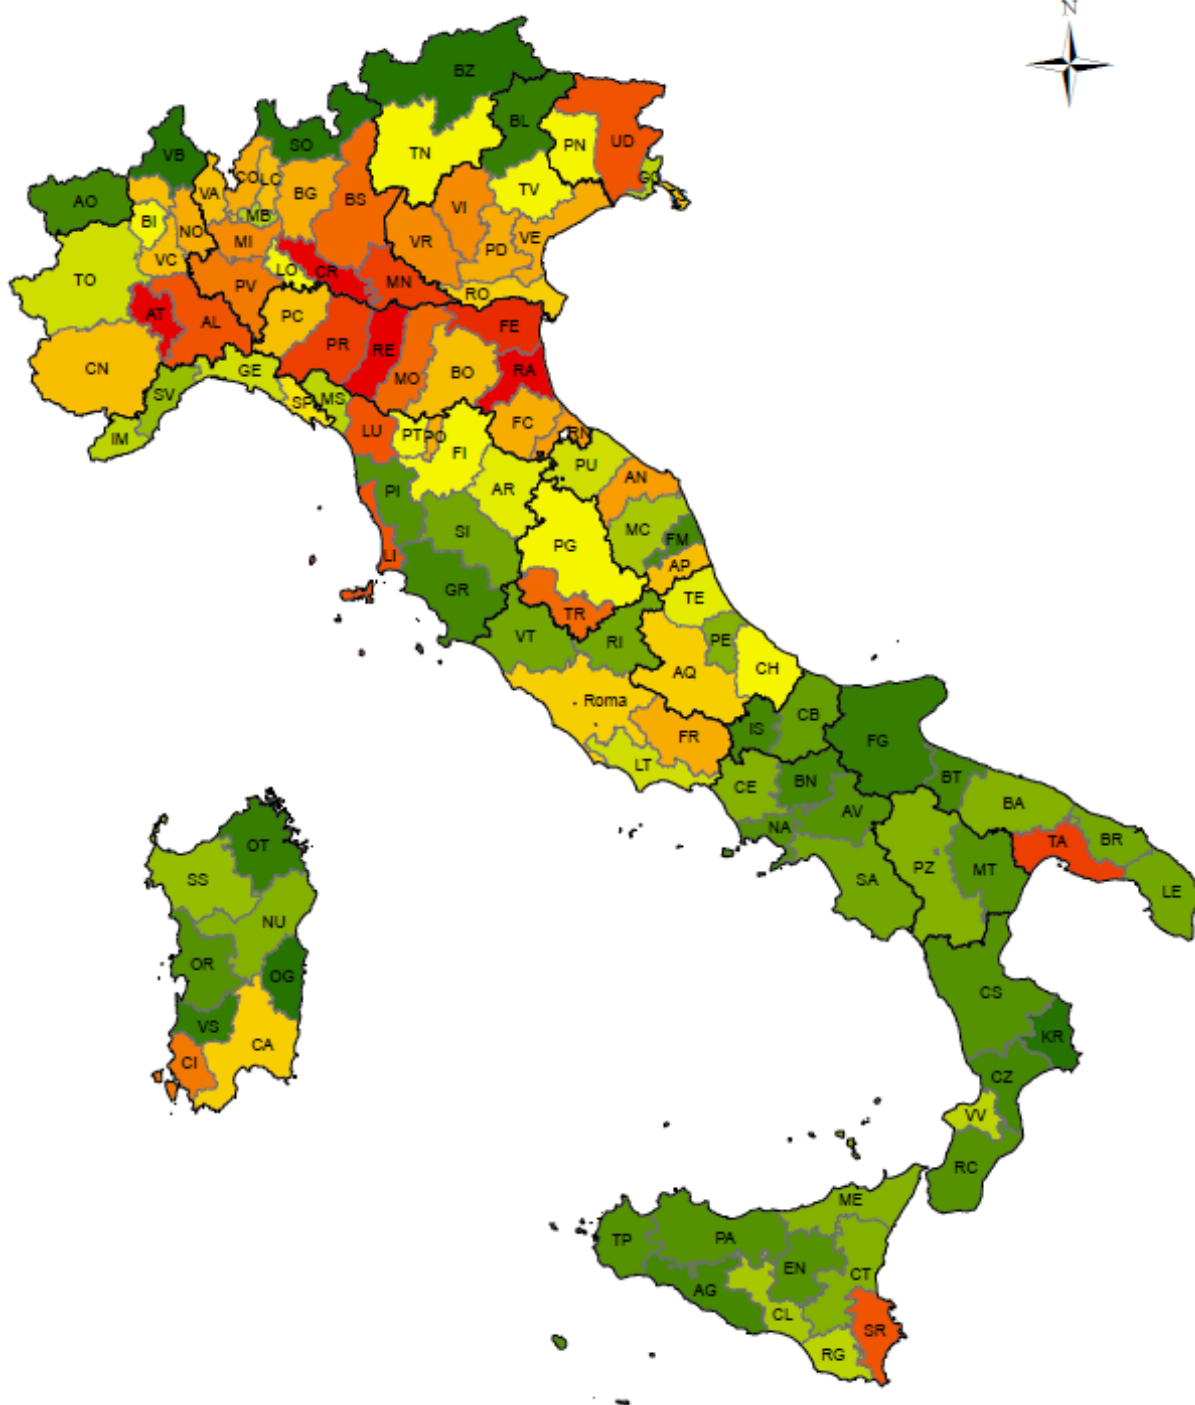 N
BZ
BL
PN
UD
TN
SO
VB
TV
GO
AO
VA
CO
LC
BG
BS
BI
NO
MB
VI
VR
PD
VE
MI
VC
TO
LO
CR
MN
PV
RO
AT
AL
PC
FE
PR
RE
RA
CN
GE
MO
BO
SV
SP
MS
LU
PT
PO
FC
RN
IM
FI
PU
AN
PI
AR
SI
MC
FM
PG
AP
LI
GR
TE
TR
VT
RI
PE
AQ
CH
Roma
FR
IS
CB
FG
LT
CE
BN
BT
BA
NA
AV
TA
BR
OT
PZ
MT
SS
SA
LE
NU
OR
OG
CS
VS
CA
KR
CI
CZ
VV
RC
ME
TP
PA
EN
CT
AG
CL
SR
RG